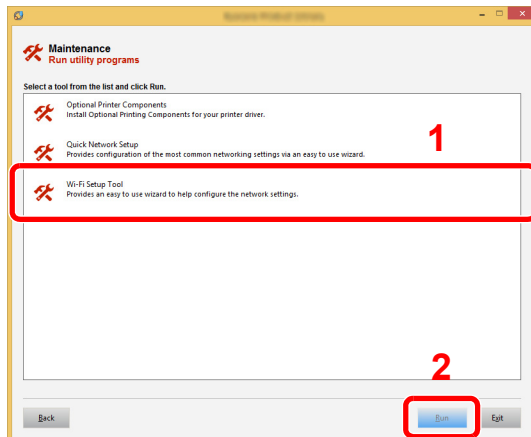 Maintenance
Run utility programs
Select a tool from the list and click Run.
Optional Printer Components
Install Optional Printing Components for your printer driver.
1
Quick Network Setup
Provides configuration of the most common networking settings via an easy to use wizard.
Wi-Fi Setup Tool
Provides an easy to use wizard to help configure the network settings.
2
Back
Run
Exit